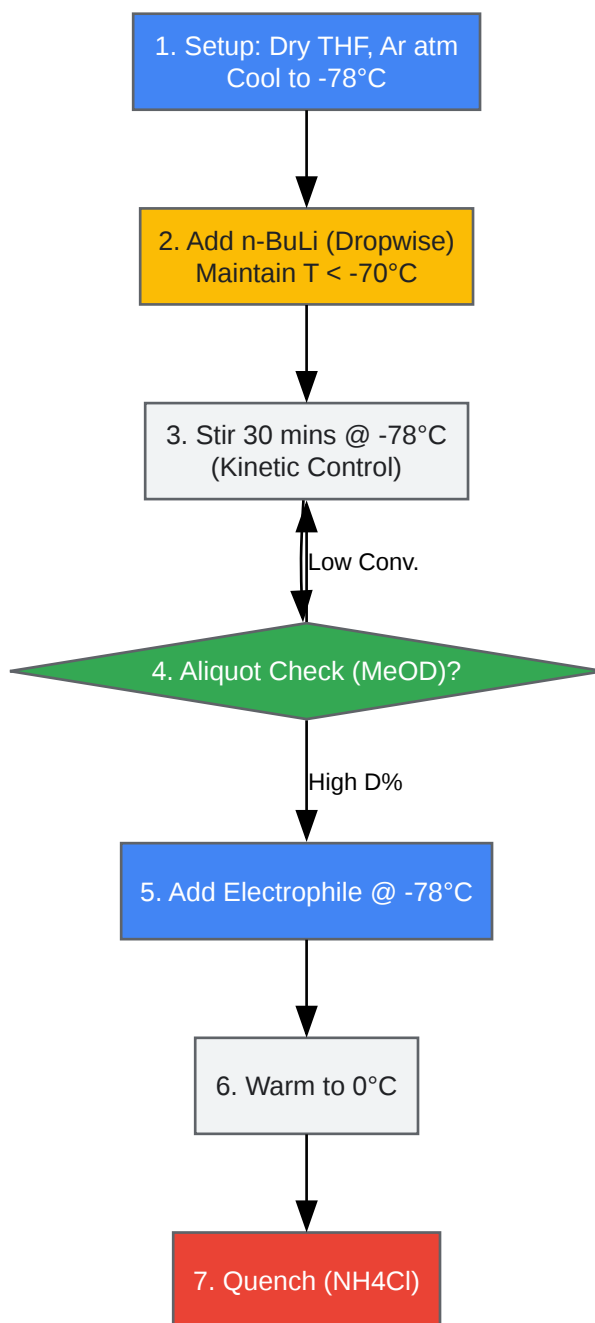 1. Setup: Dry THF, Ar atm
Cool to -78°C
2. Add n-BuLi (Dropwise)
Maintain T < -70°C
3. Stir 30 mins @ -78°C
(Kinetic Control)
Low Conv.
4. Aliquot Check (MeOD)?
High D%
5. Add Electrophile @ -78°C
6. Warm to 0°C
7. Quench (NH4Cl)